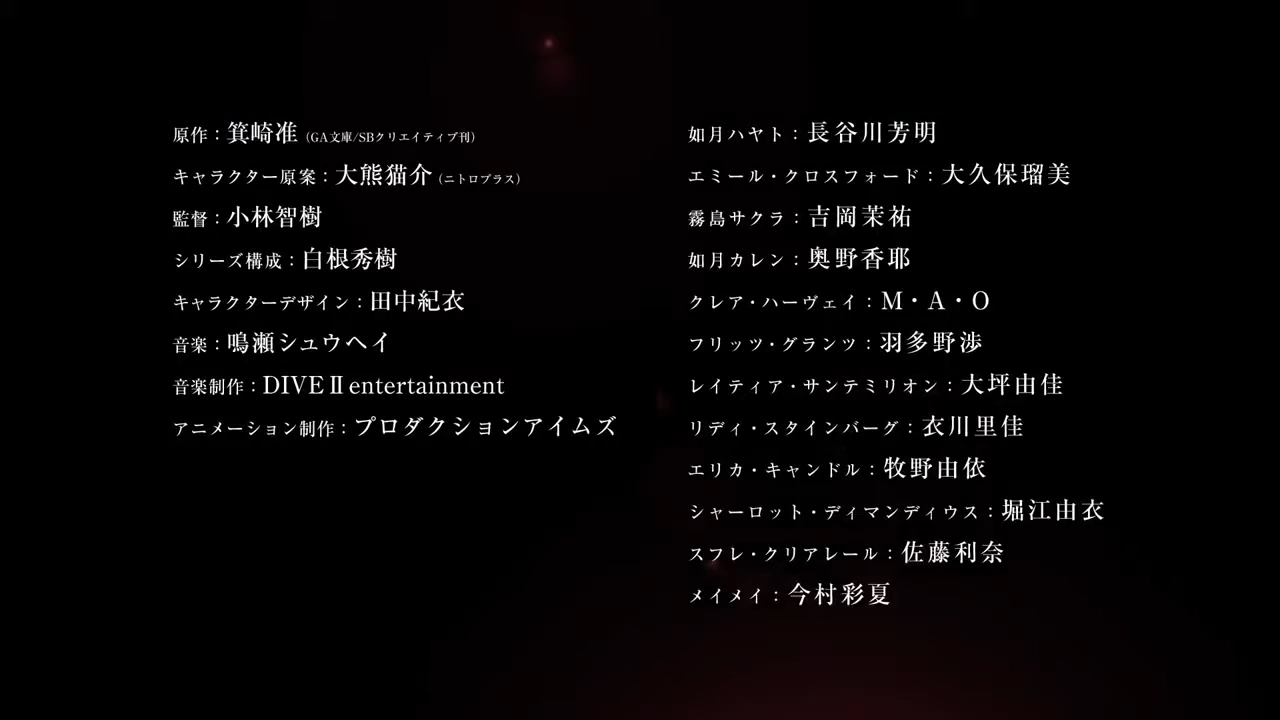 原作：箕崎准（GA文庫/SBクリエイティブ刊）
キャラクター原案：大熊猫介（ニトロプラス）
監督：小林智樹
シリーズ構成：白根秀樹
キャラクターデザイン：田中紀衣
音楽：鳴瀬シュウヘイ
音楽制作：DIVEⅡentertainment
アニメーション制作：プロダクションアイムズ
如月ハヤト：長谷川芳明
エミール・クロスフォード：大久保瑠美
霧島サクラ：吉岡茉祐
如月カレン：奥野香耶
クレア・ハーヴェイ：M・A・O
フリッツ・グランツ：羽多野渉
レイティア・サンテミリオン：大坪由佳
リディ・スタインバーグ：衣川里佳
エリカ・キャンドル：牧野由依
シャーロット・ディマンディウス：堀江由衣
スフレ・クリアレール：佐藤利奈
メイメイ：今村彩夏